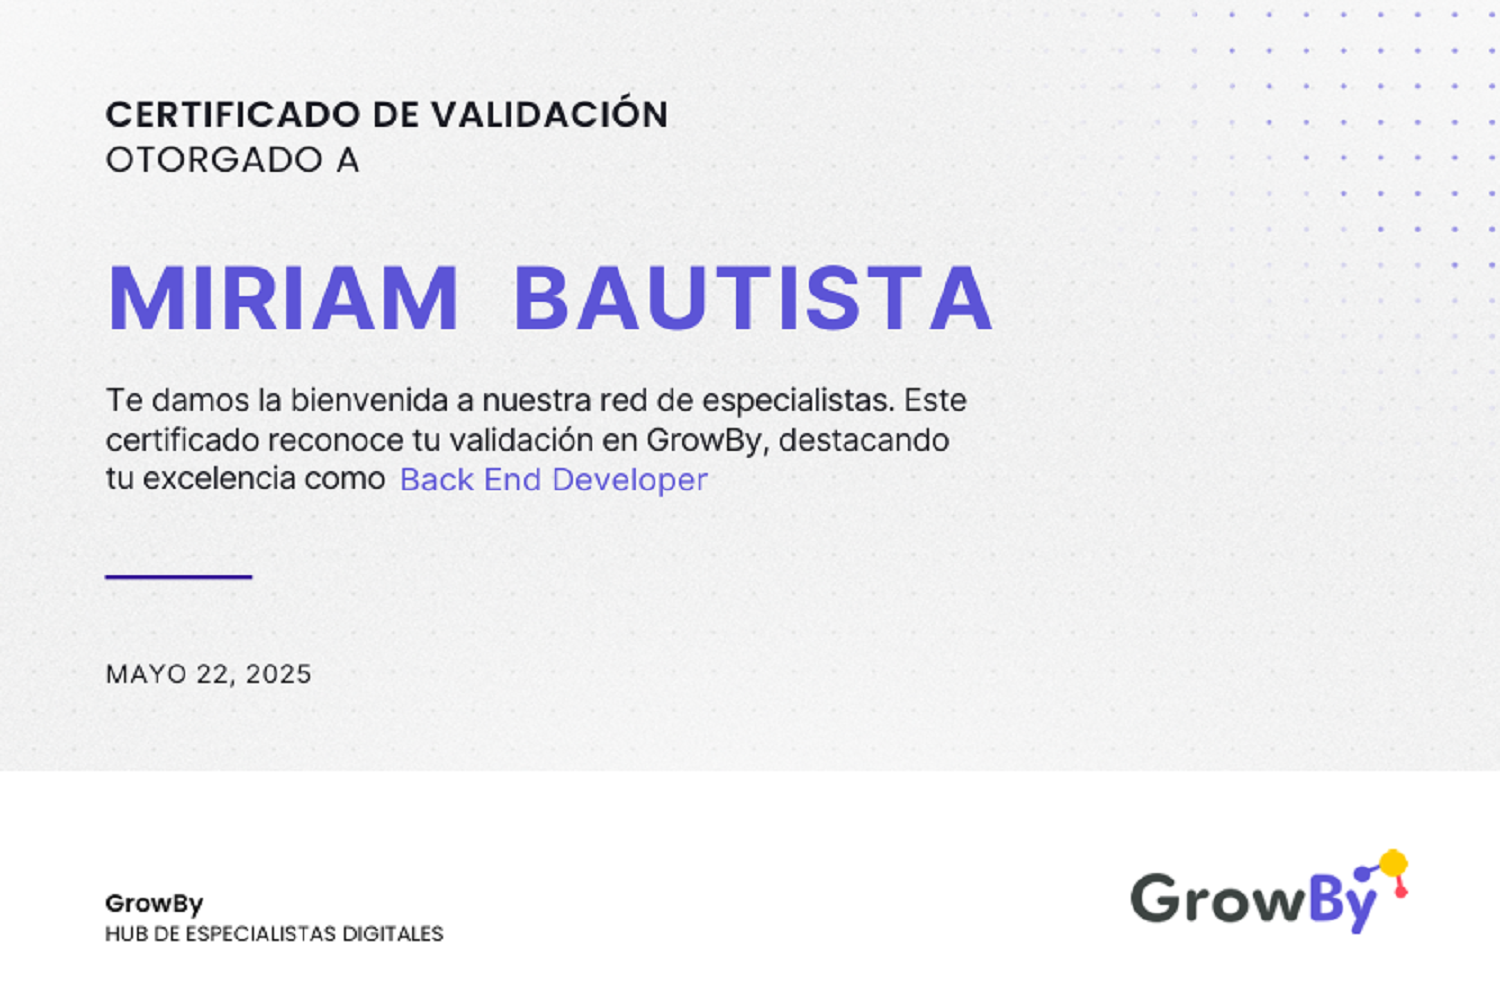 CERTIFICADO DE VALIDACIÓN
OTORGADO A
MIRIAM BAUTISTA
Te damos la bienvenida a nuestra red de especialistas. Este
certificado reconoce tu validación en GrowBy, destacando
tu excelencia como Back End Developer
MAYO 22, 2025
GrowBy
HUB DE ESPECIALISTAS DIGITALES
GrowBy